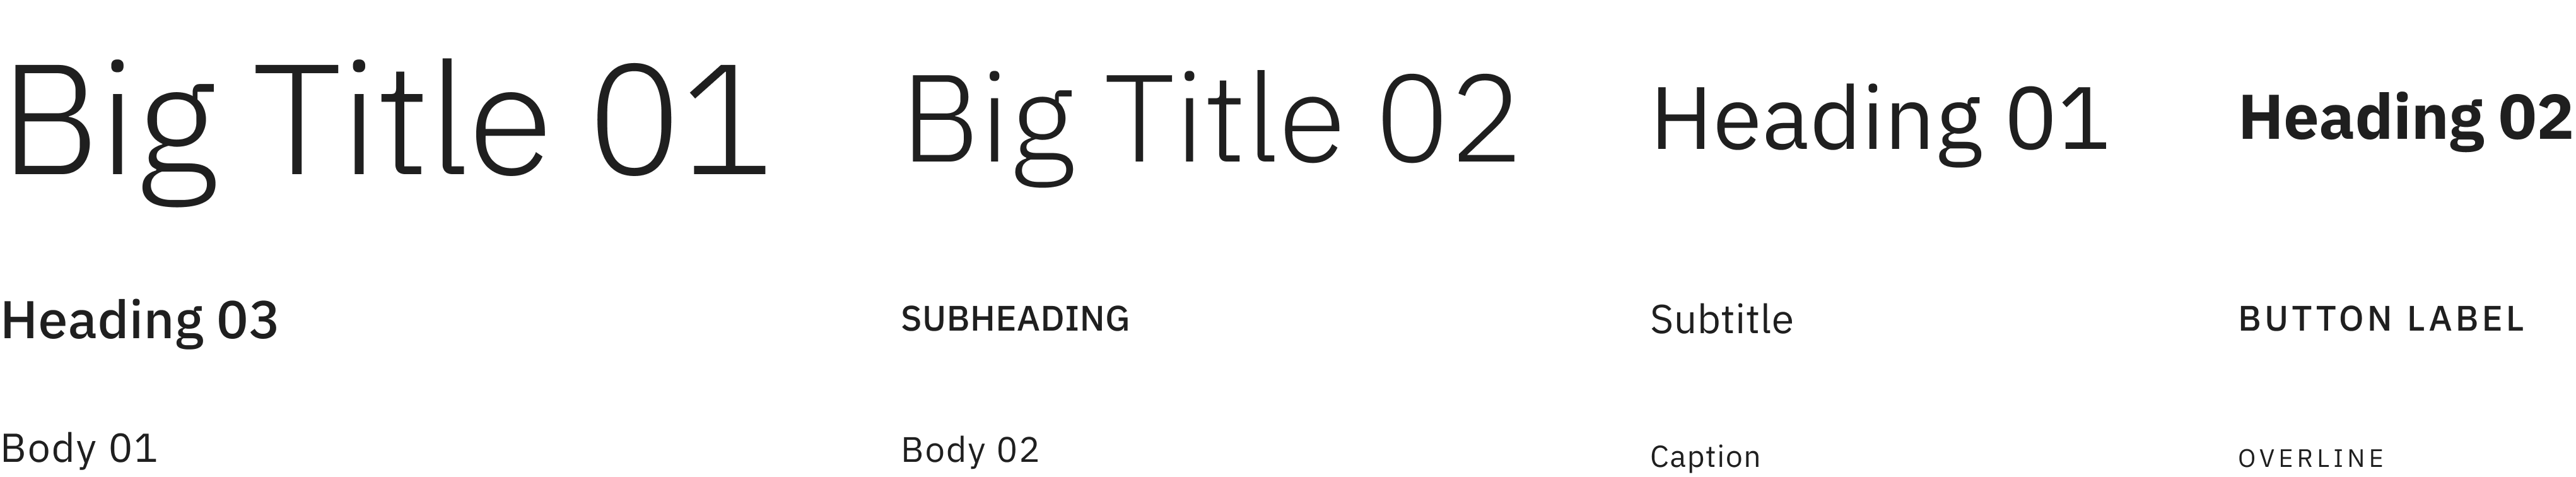 Big Title 01
Big Title 02
Heading 01
Heading 02
Heading 03
SUBHEADING
Subtitle
BUTTON LABEL
Body 01
Body 02
Caption
OVERLINE